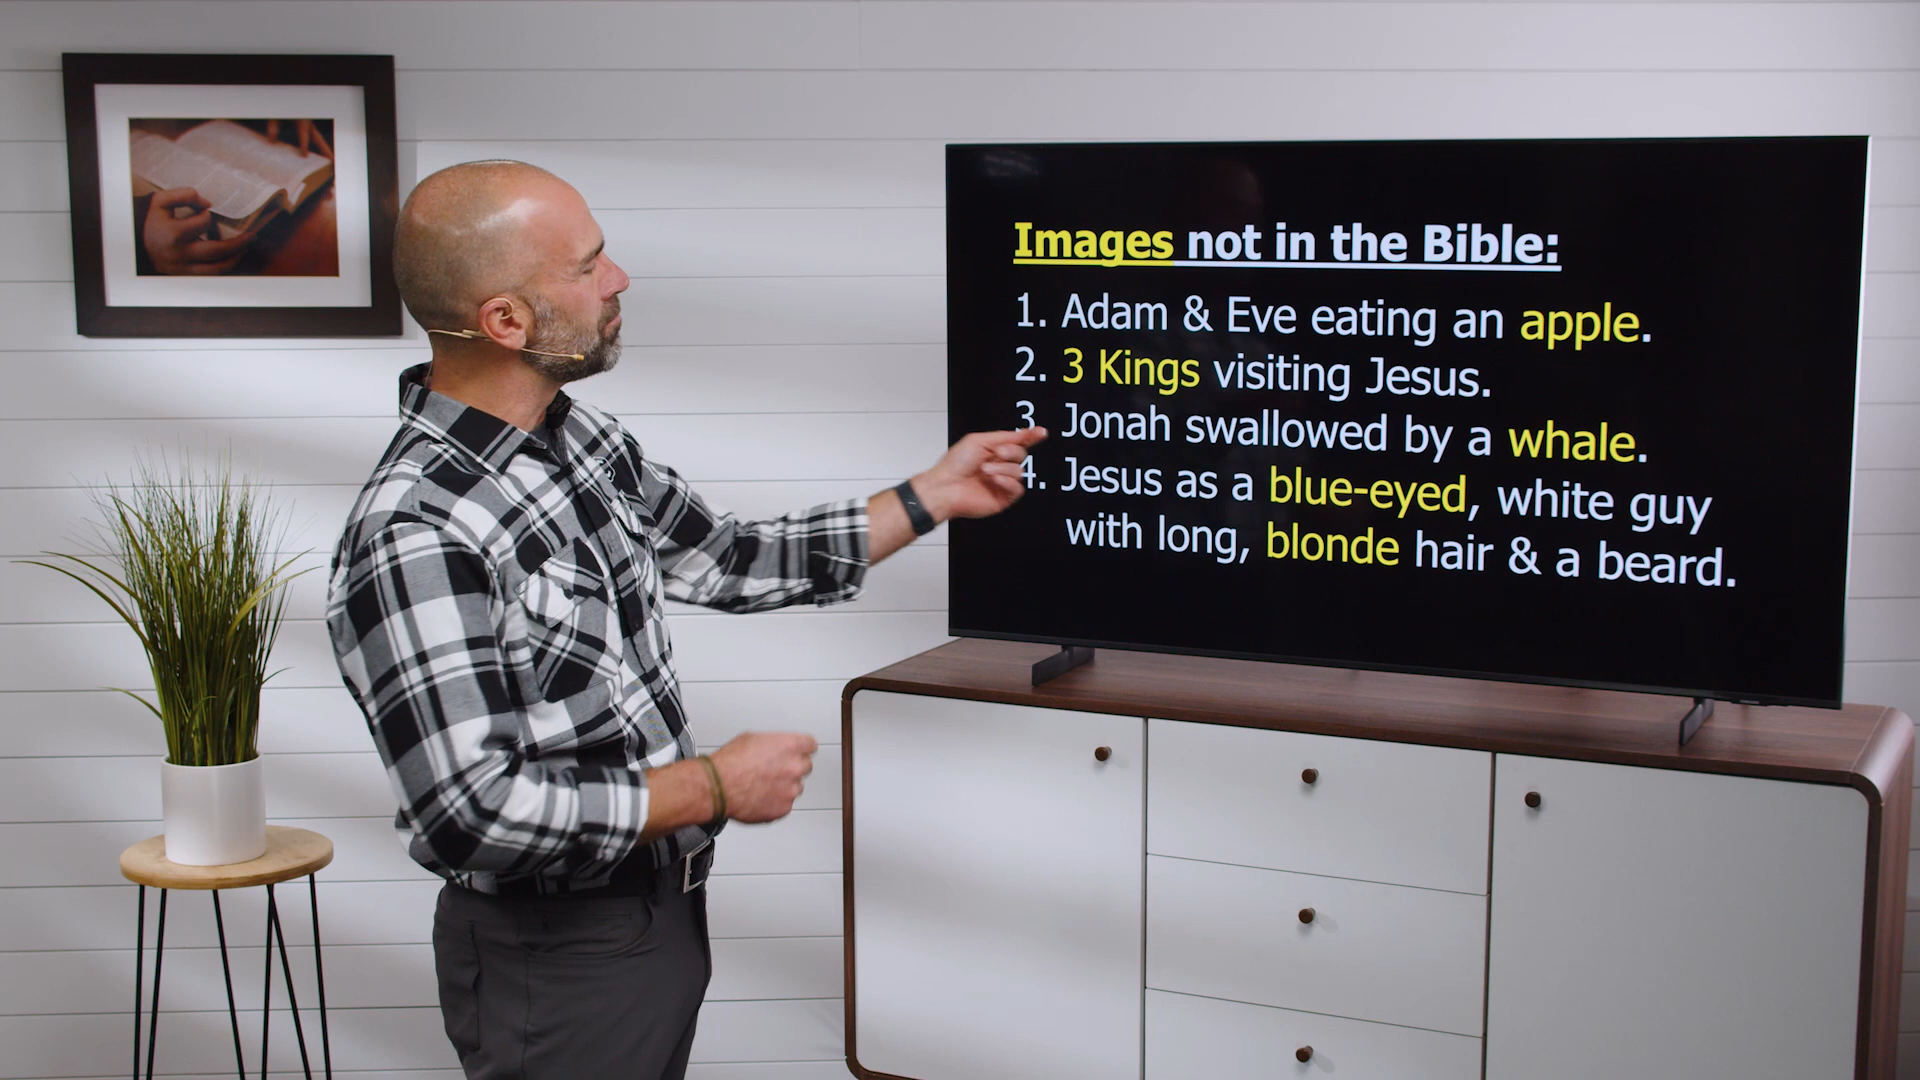 Images not in the Bible:
1. Adam & Eve eating an apple.
2. 3 Kings visiting Jesus.
3. Jonah swallowed by a whale.
4. Jesus as a blue-eyed, white guy
with long, blonde hair & a beard.